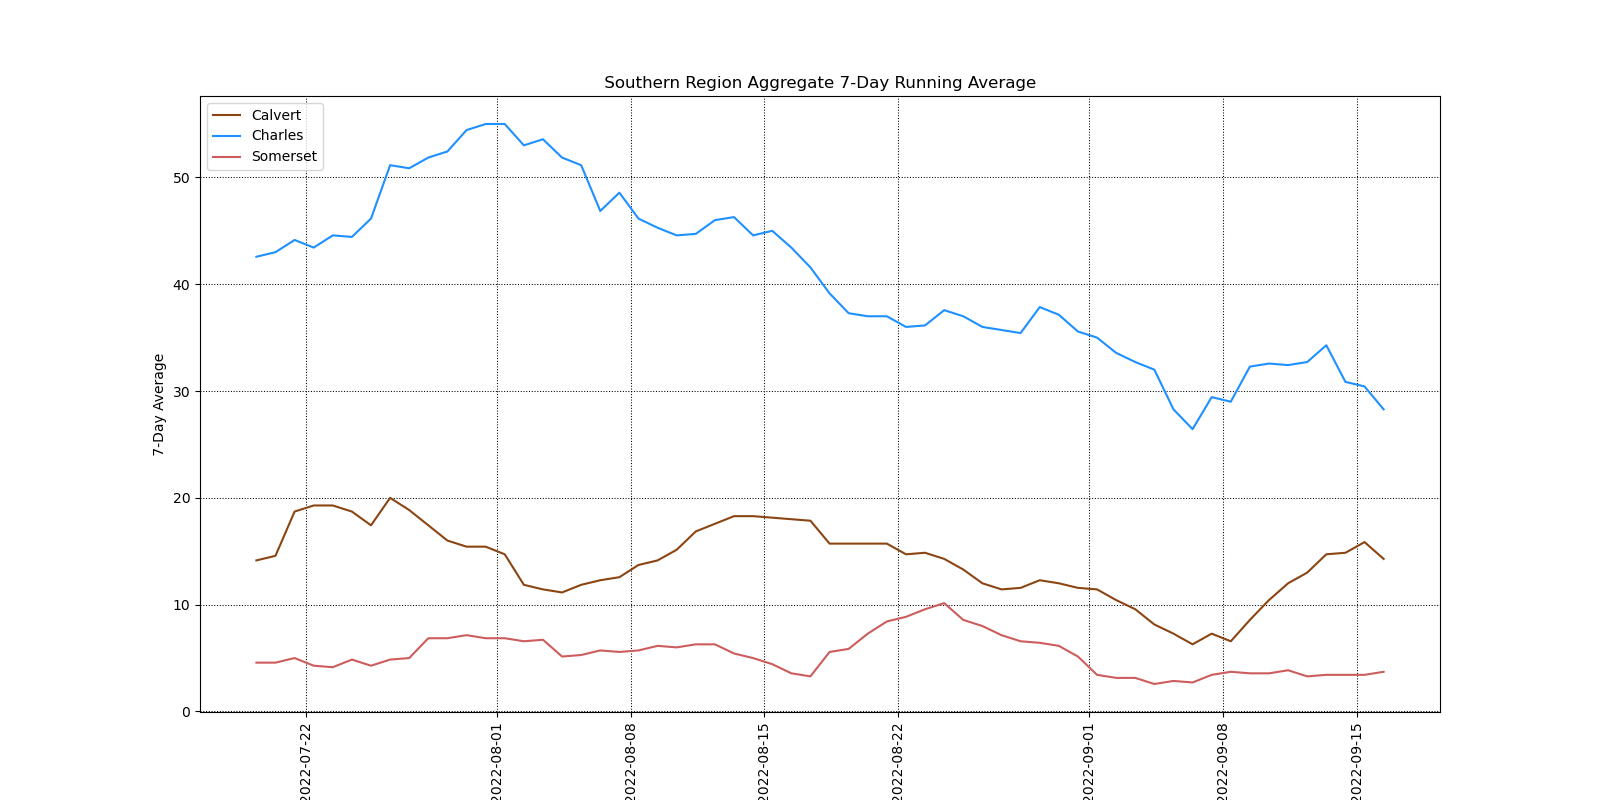 Southern Region Aggregate 7-Day Running Average
Calvert
Charles
Somerset
7-Day Average
50
40
30
20
10
0
2022-07-22
2022-08-01
2022-08-08
2022-08-15
2022-08-22
2022-09-01
2022-09-08
2022-09-15